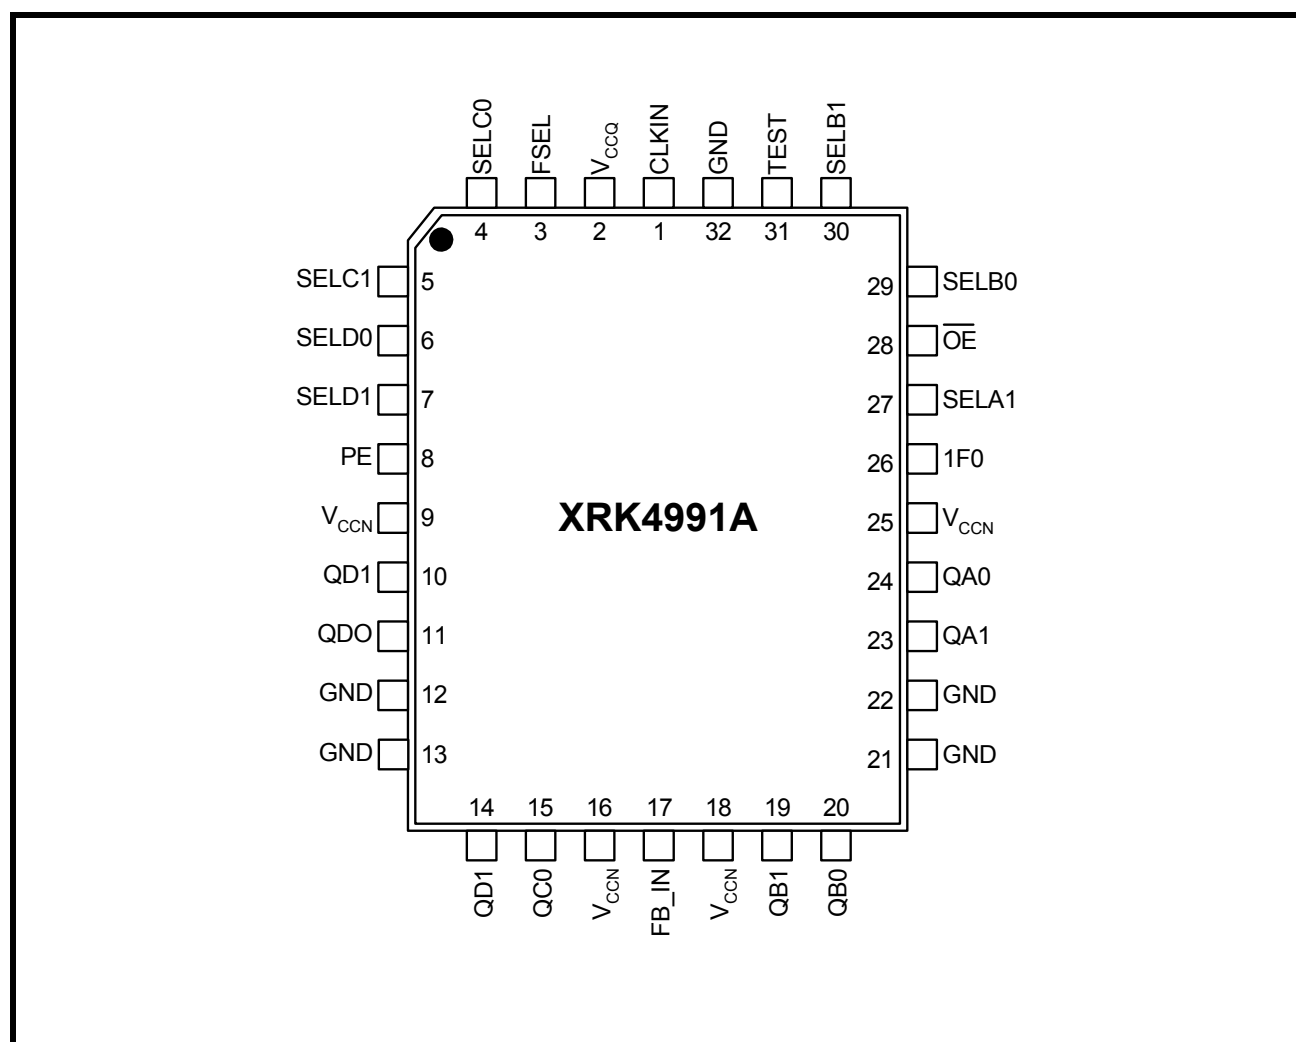 SELC0
FSEL
VCCQ
CLKIN
GND
TEST
SELB1
4 3 2 1 32 31 30
SELC1 5
SELD0 6
SELD1 7
PE 8
VCCN 9
QD1 10
QDO 11
GND 12
GND 13
XRK4991A
29 SELB0
28 OE
27 SELA1
26 1F0
25 VCCN
24 QA0
23 QA1
22 GND
21 GND
14 15 16 17 18 19 20
QD1
QC0
VCCN
FB_IN
VCCN
QB1
QB0